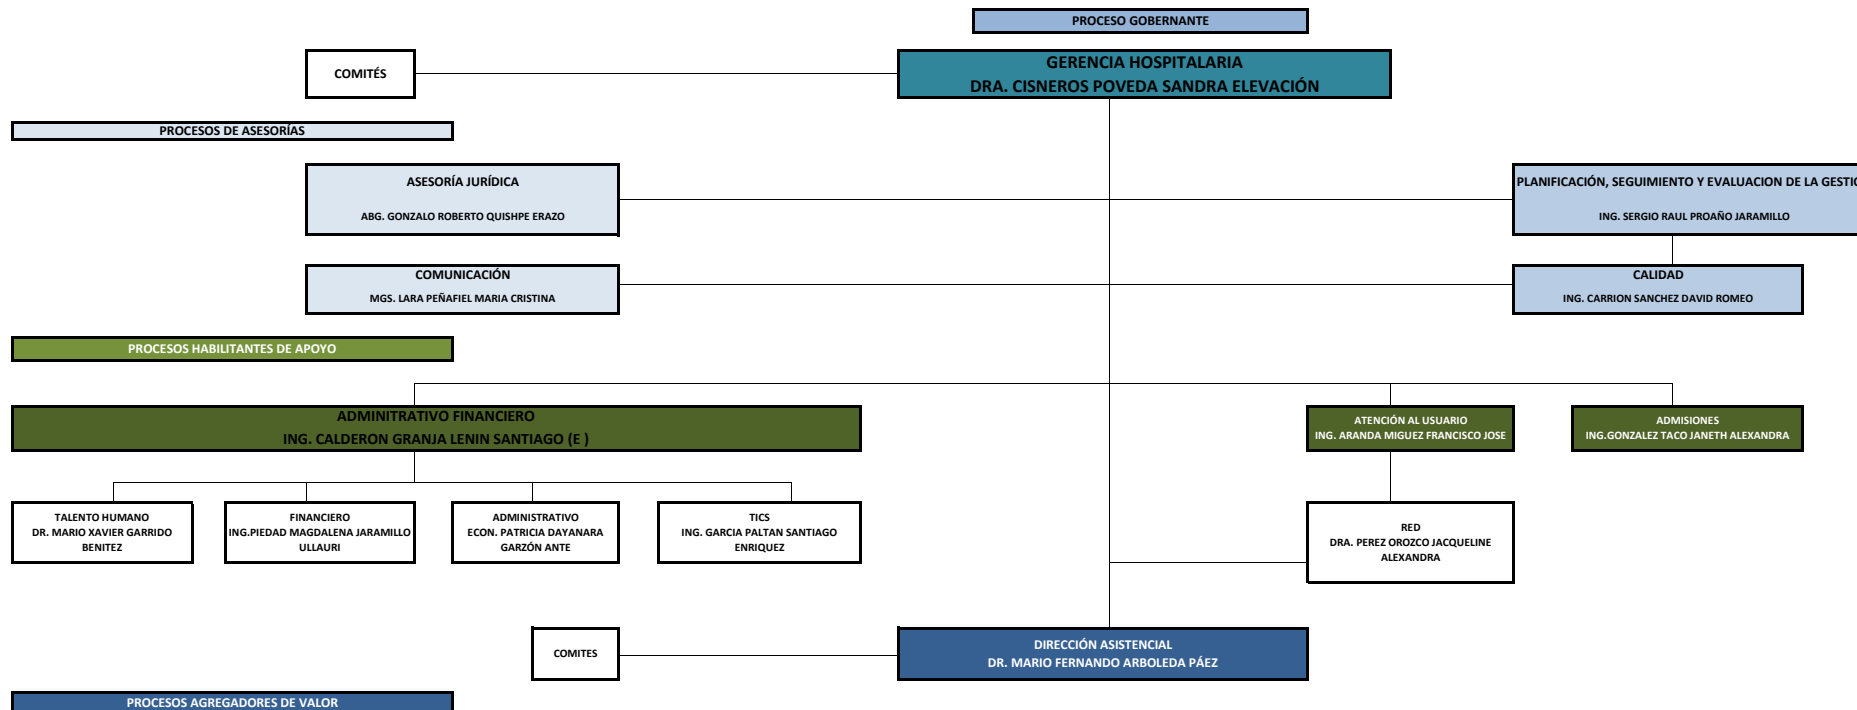 PROCESO GOBERNANTE
COMITÉS
GERENCIA HOSPITALARIA
DRA. CISNEROS POVEDA SANDRA ELEVACIÓN
PROCESOS DE ASESORÍAS
ASESORÍA JURÍDICA
ABG. GONZALO ROBERTO QUISHPE ERAZO
PLANIFICACIÓN, SEGUIMIENTO Y EVALUACION DE LA GESTIO
ING. SERGIO RAUL PROAÑO JARAMILLO
COMUNICACIÓN
MGS. LARA PEÑAFIEL MARIA CRISTINA
CALIDAD
ING. CARRION SANCHEZ DAVID ROMEO
PROCESOS HABILITANTES DE APOYO
ADMINITRATIVO FINANCIERO
ING. CALDERON GRANJA LENIN SANTIAGO (E )
ATENCIÓN AL USUARIO
ING. ARANDA MIGUEZ FRANCISCO JOSE
ADMISIONES
ING.GONZALEZ TACO JANETH ALEXANDRA
TALENTO HUMANO
DR. MARIO XAVIER GARRIDO
BENITEZ
FINANCIERO
ING.PIEDAD MAGDALENA JARAMILLO
ULLAURI
ADMINISTRATIVO
ECON. PATRICIA DAYANARA
GARZÓN ANTE
TICS
ING. GARCIA PALTAN SANTIAGO
ENRIQUEZ
RED
DRA. PEREZ OROZCO JACQUELINE
ALEXANDRA
COMITES
DIRECCIÓN ASISTENCIAL
DR. MARIO FERNANDO ARBOLEDA PÁEZ
PROCESOS AGREGADORES DE VALOR